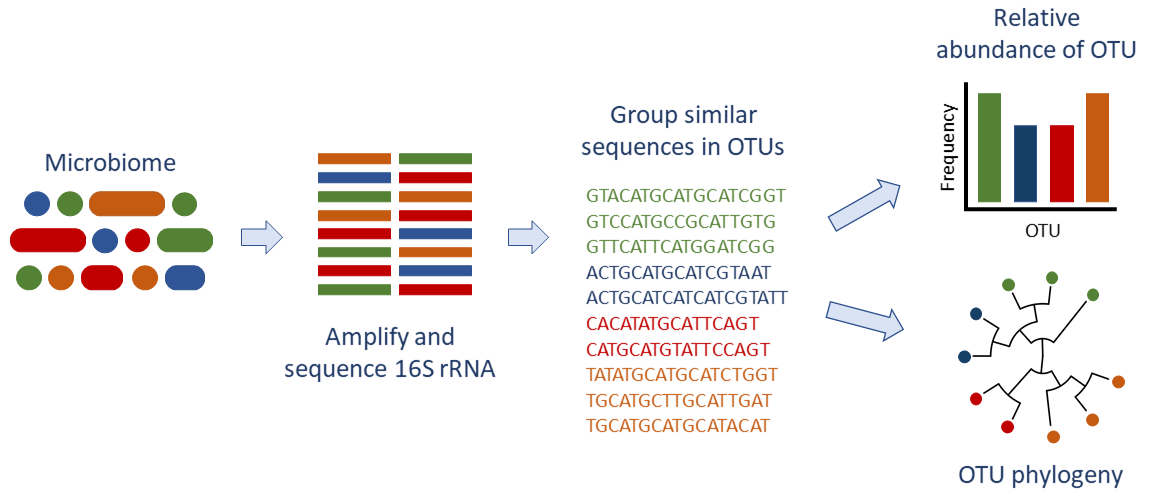 Microbiome
Amplify and
sequence 16S rRNA
Group similar
sequences in OTUs
GTACATGCATGCATCGGT
GTCCATGCCGCATTGTG
GTTCATTCATGGATCGG
ACTGCATGCATCGTAAT
ACTGCATCATCATCGTATT
CACATATGCATTCAGT
CATGCATGTATTCCAGT
TATATGCATGCATCTGGT
TGCATGCTTGCATTGAT
TGCATGCATGCATACAT
Relative
abundance of OTU
Frequency
OTU
OTU phylogeny